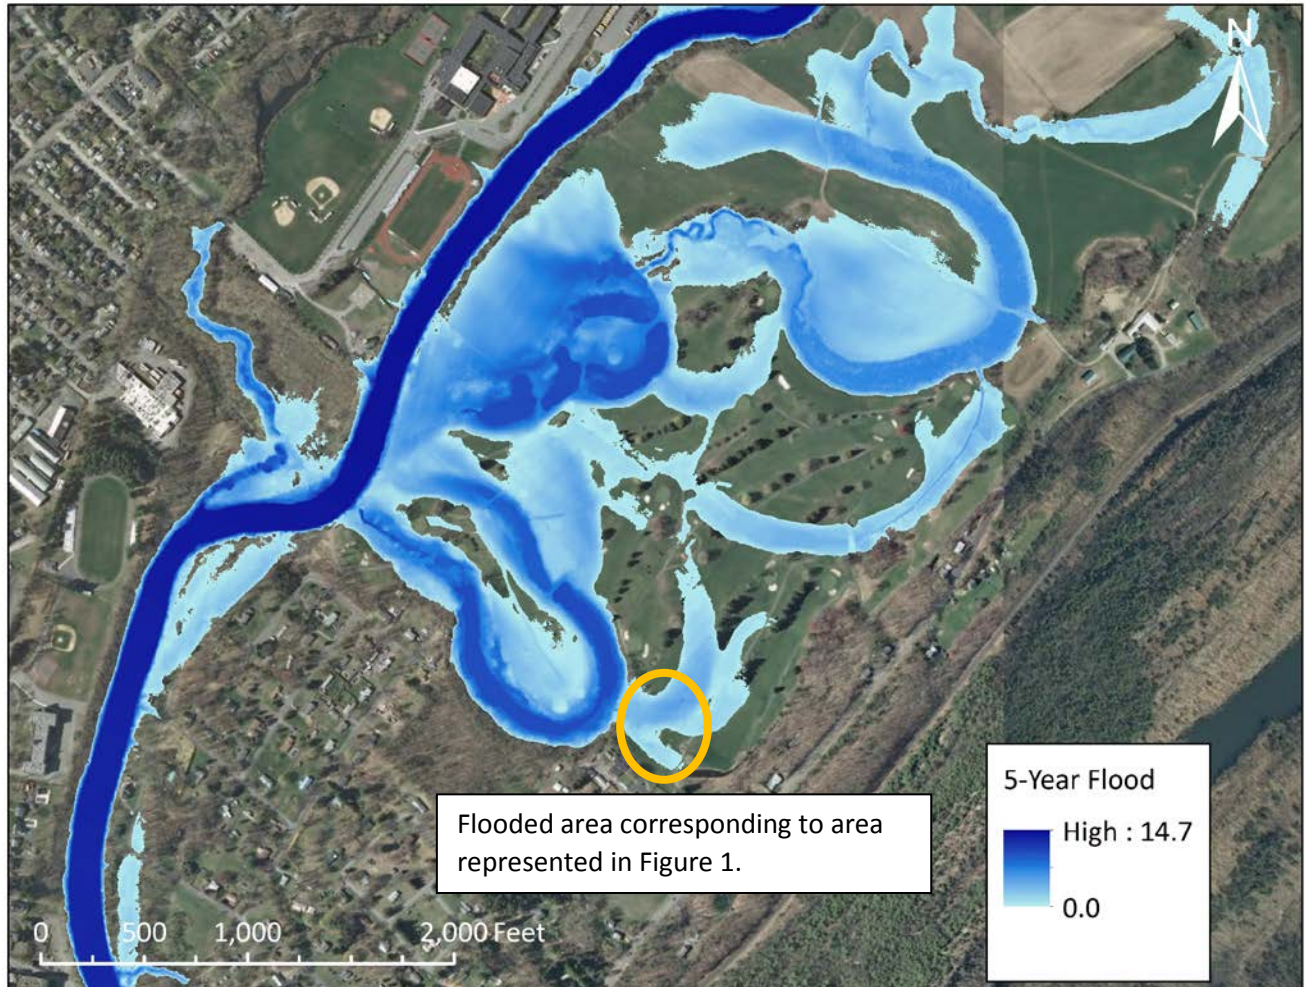 N
Flooded area corresponding to area
represented in Figure 1.
5-Year Flood
High : 14.7
0.0
0 500 1,000 2,000 Feet